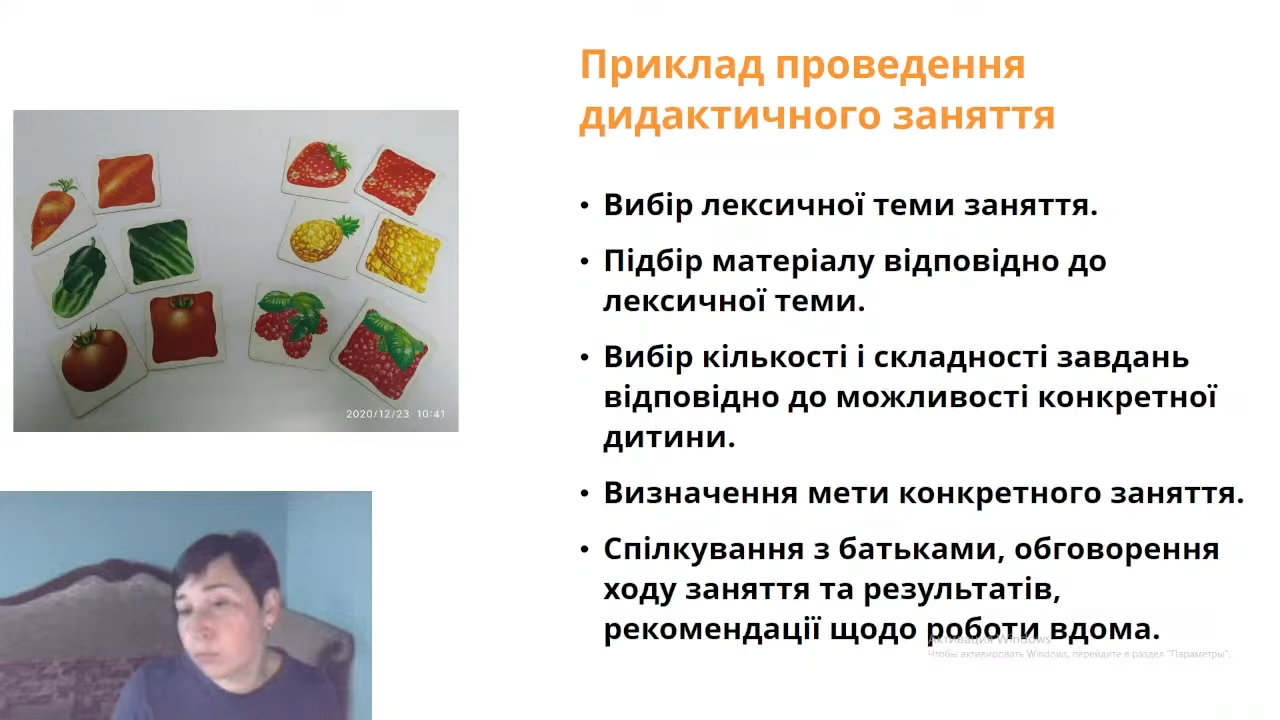 Приклад проведення
дидактичного заняття
• Вибір лексичної теми заняття.
• Підбір матеріалу відповідно до
лексичної теми.
• Вибір кількості і складності завдань
відповідно до можливості конкретної
дитини.
• Визначення мети конкретного заняття.
• Спілкування з батьками, обговорення
ходу заняття та результатів,
рекомендації щодо роботи вдома.
2020/12/23 10:41
Активация Windows
Чтобы активировать Windows, перейдите в раздел "Параметры".